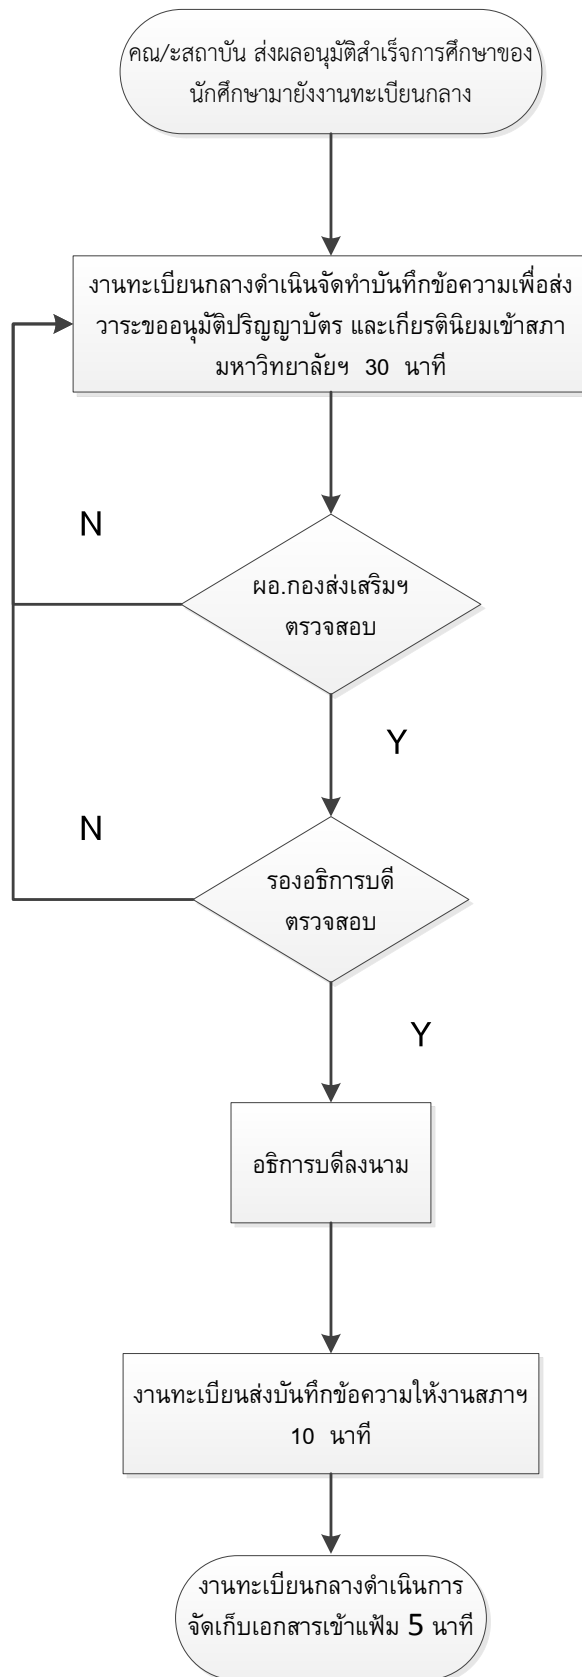 คณ/ะสถาบัน ส่งผลอนุมัติสำเร็จการศึกษาของ
นักศึกษามายังงานทะเบียนกลาง
งานทะเบียนกลางดำเนินจัดทำบันทึกข้อความเพื่อส่ง
วาระขออนุมัติปริญญาบัตร และเกียรตินิยมเข้าสภา
มหาวิทยาลัยฯ 30 นาที
N
ผอ.กองส่งเสริมฯ
ตรวจสอบ
Y
N
รองอธิการบดี
ตรวจสอบ
Y
อธิการบดีลงนาม
งานทะเบียนส่งบันทึกข้อความให้งานสภาฯ
10 นาที
งานทะเบียนกลางดำเนินการ
จัดเก็บเอกสารเข้าแฟ้ม 5 นาที